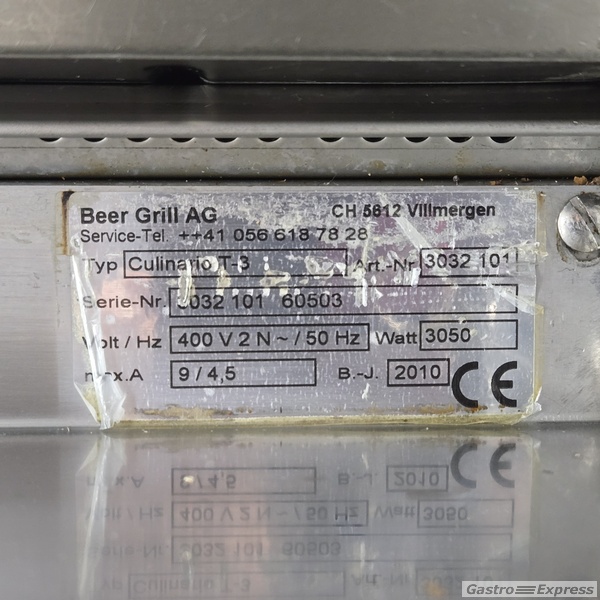 Beer Grill AG CH 5612 Villmergen
Service-Tel. ++41 056 618 78 28
Typ Culinario T-3 Art.-Nr 3032 101
Serie-Nr. 3032 101 60503
Volt / Hz 400 V 2 N ~ / 50 Hz Watt 3050
max.A 9 / 4,5 B.-J. 2010 CE
Gastro Express